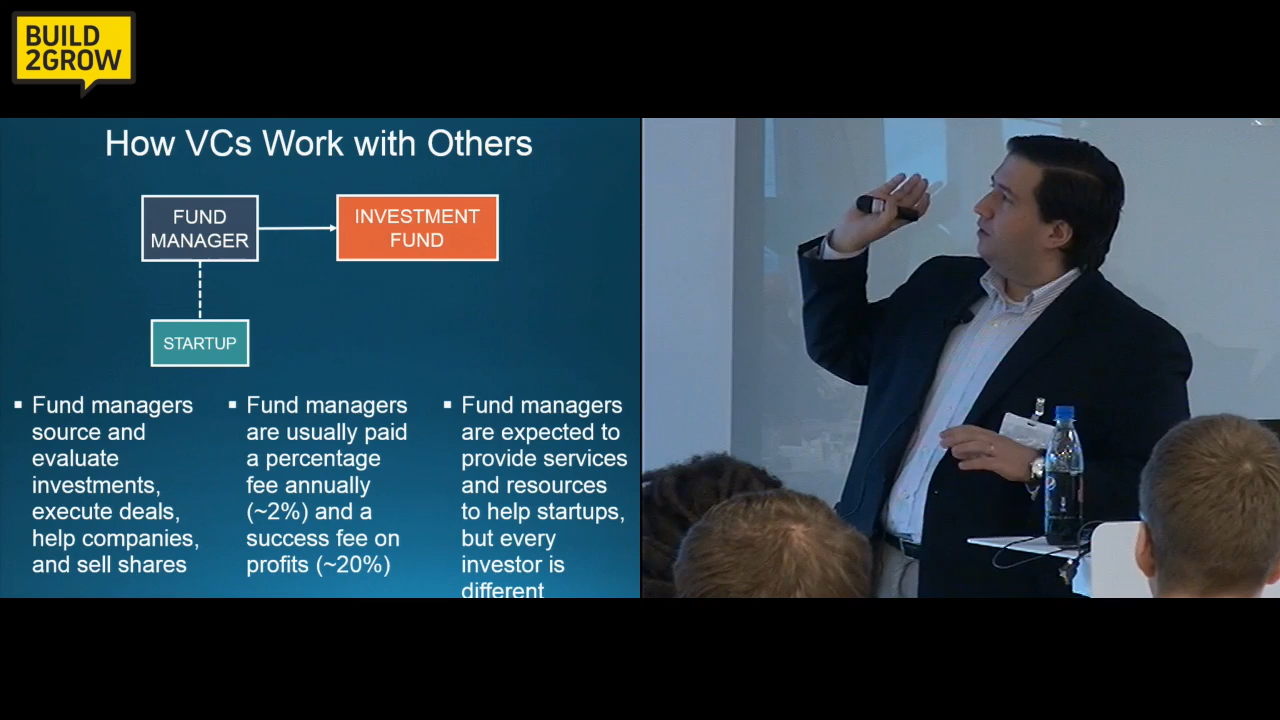 BUILD
2GROW
How VCs Work with Others
FUND
MANAGER
INVESTMENT
FUND
STARTUP
▪ Fund managers
source and
evaluate
investments,
execute deals,
help companies,
and sell shares
▪ Fund managers
are usually paid
a percentage
fee annually
(~2%) and a
success fee on
profits (~20%)
▪ Fund managers
are expected to
provide services
and resources
to help startups,
but every
investor is
different